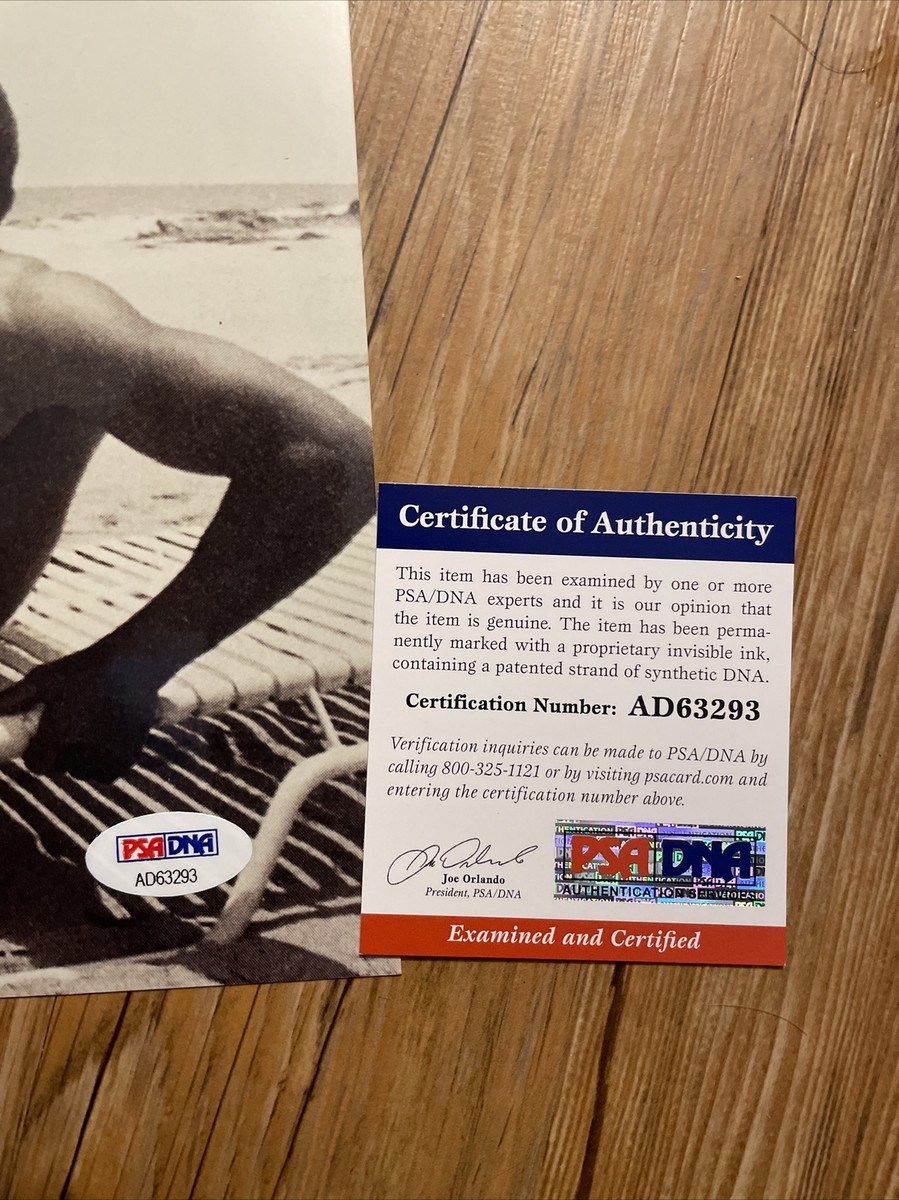 Certificate of Authenticity
This item has been examined by one or more
PSA/DNA experts and it is our opinion that
the item is genuine. The item has been perma-
nently marked with a proprietary invisible ink,
containing a patented strand of synthetic DNA.
Certification Number: AD63293
Verification inquiries can be made to PSA/DNA by
calling 800-325-1121 or by visiting psacard.com and
entering the certification number above.
Joe Orlando
President, PSA/DNA
PSA DNA
AUTHENTICATION SERVICES
Examined and Certified
PSA DNA
AD63293